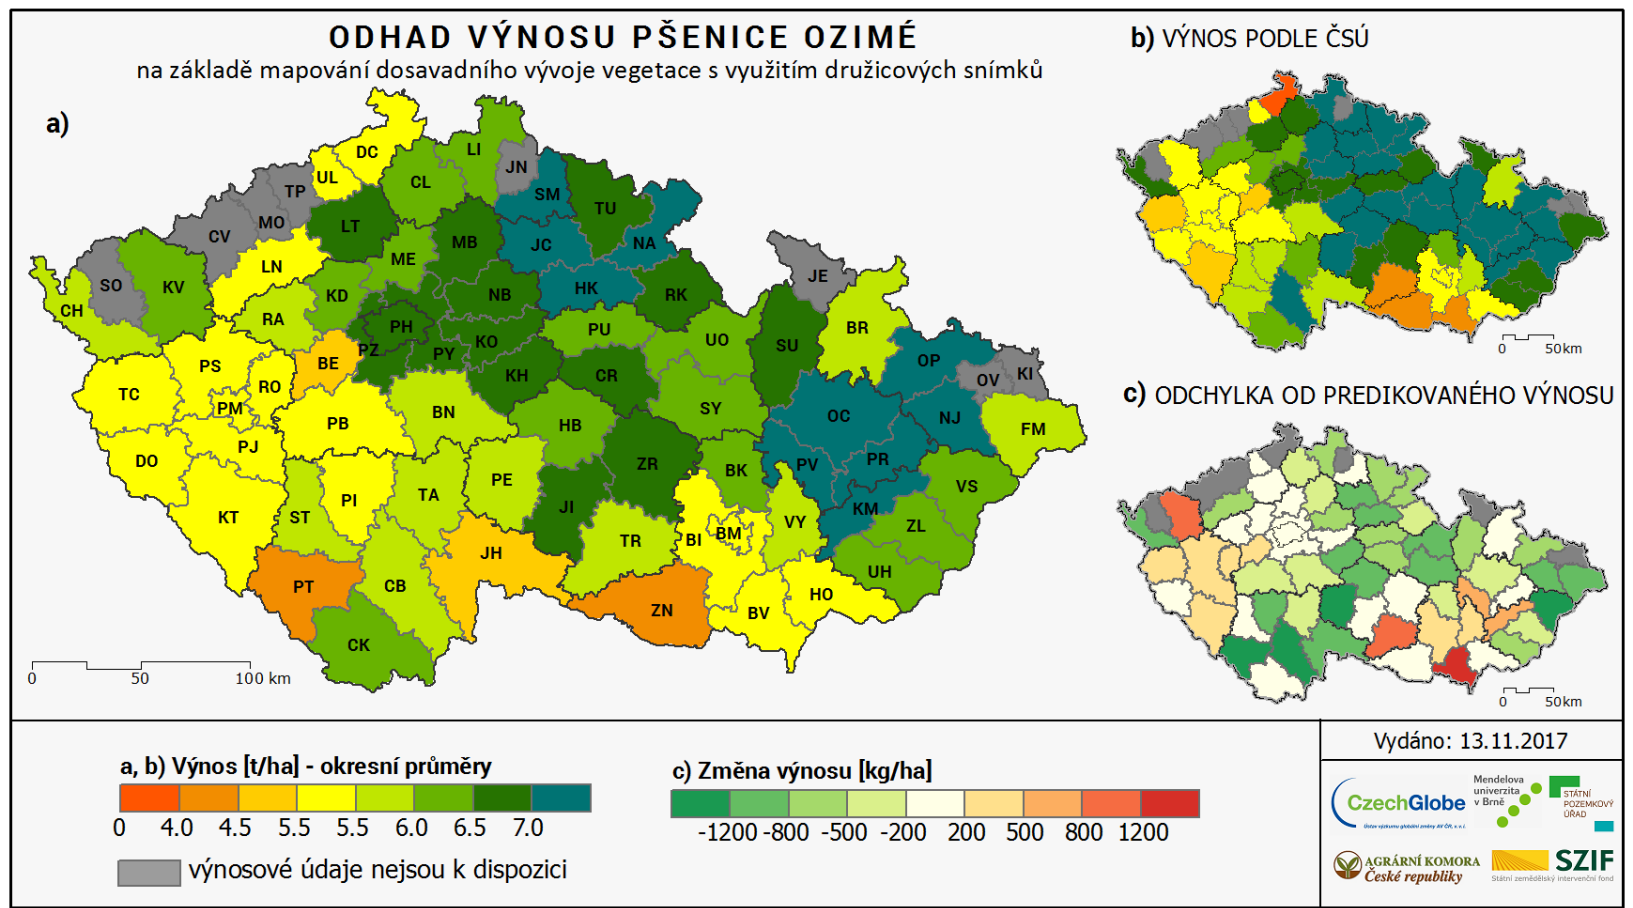 ODHAD VÝNOSU PŠENICE OZIMÉ
na základě mapování dosavadního vývoje vegetace s využitím družicových snímků
a)
DC
LI
JN
UL
TP
CL
SM
TU
MO
CV
LT
MB
JC
NA
ME
LN
SO
KV
KD
NB
HK
RK
JE
CH
RA
PH
PU
BR
UO
SU
KO
PZ
PY
BE
PS
RO
KH
CR
OP
OV
KI
TC
PM
PB
BN
SY
OC
NJ
FM
HB
PJ
DO
ZR
BK
PV
PR
VS
PE
TA
PI
JI
KM
KT
ST
VY
ZL
TR
BI
BM
JH
UH
PT
CB
HO
ZN
BV
CK
0 50 100 km
b) VÝNOS PODLE ČSÚ
0 50km
c) ODCHYLKA OD PREDIKOVANÉHO VÝNOSU
0 50km
a, b) Výnos [t/ha] - okresní průměry
0 4.0 4.5 5.5 5.5 6.0 6.5 7.0
výnosové údaje nejsou k dispozici
c) Změna výnosu [kg/ha]
-1200 -800 -500 -200 200 500 800 1200
Vydáno: 13.11.2017
CzechGlobe
Ústav výzkumu globální změny AV ČR, v. v. i.
Mendelova
univerzita
v Brně
STÁTNÍ
POZEMKOVÝ
ÚŘAD
AGRÁRNÍ KOMORA
České republiky
SZIF
Státní zemědělský intervenční fond